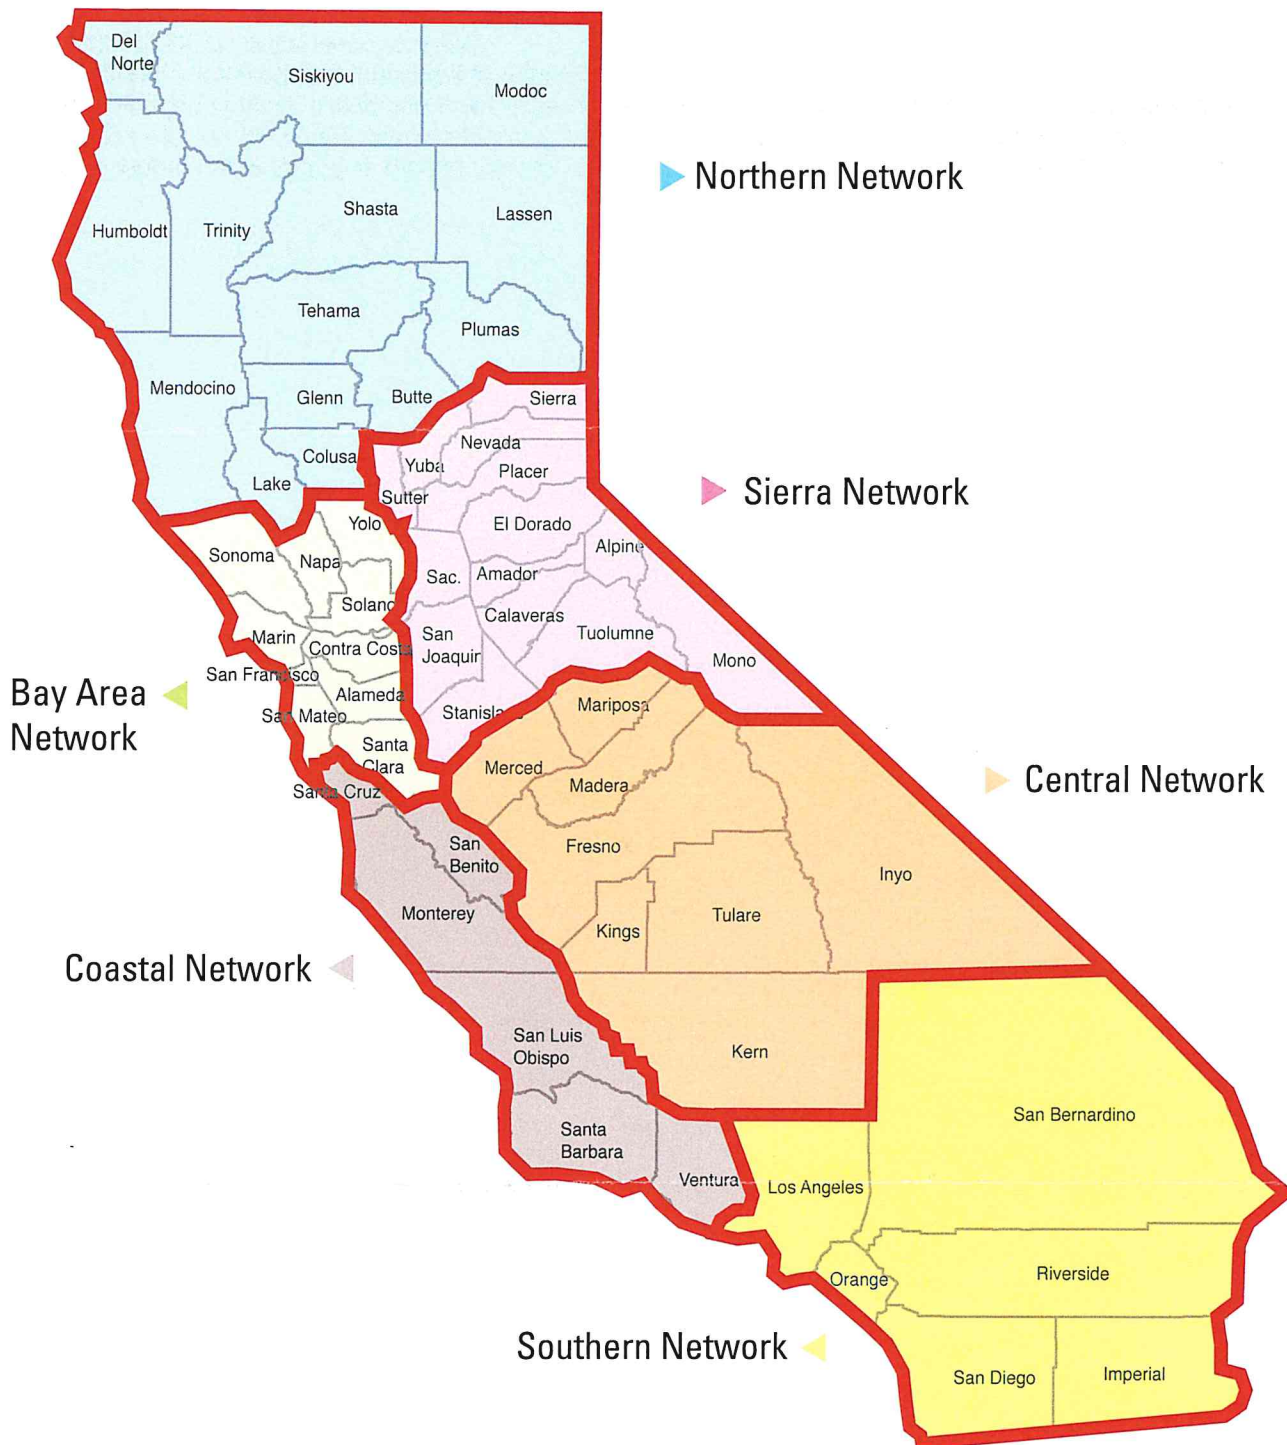 Del
Norte
Siskiyou
Modoc
Northern Network
Humboldt
Trinity
Shasta
Lassen
Tehama
Plumas
Mendocino
Glenn
Butte
Sierra
Colusa
Lake
Nevada
Yuba
Placer
Sierra Network
Sutter
Yolo
El Dorado
Sonoma
Napa
Alpine
Sac.
Amador
Solano
Calaveras
Marin
San
Joaquin
Tuolumne
Contra Costa
Mono
San Francisco
Bay Area
Network
Alameda
San Mateo
Stanislaus
Mariposa
Santa
Clara
Merced
Madera
Central Network
Santa Cruz
San
Benito
Fresno
Inyo
Monterey
Kings
Tulare
Coastal Network
San Luis
Obispo
Kern
San Bernardino
Santa
Barbara
Ventura
Los Angeles
Orange
Riverside
Southern Network
San Diego
Imperial